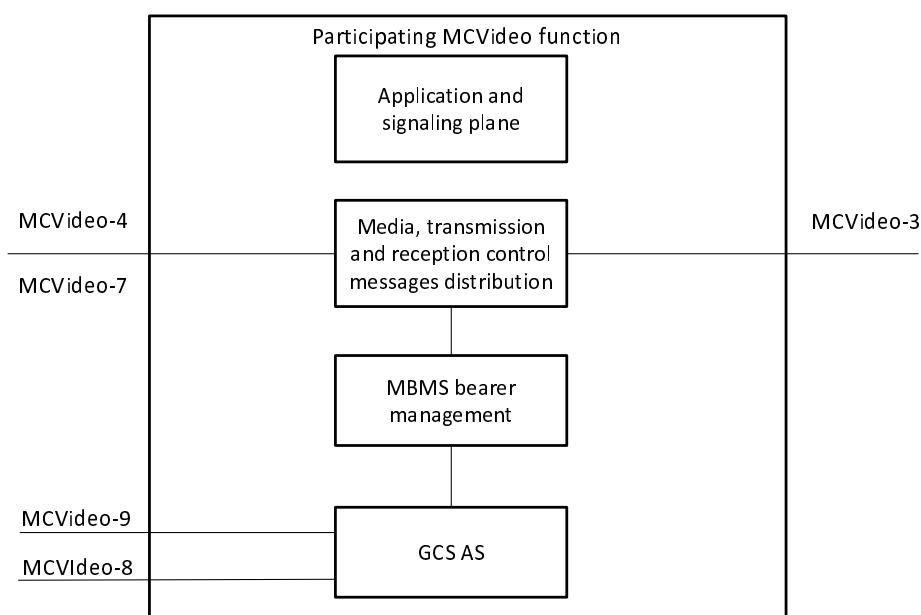 Participating MCVideo function
Application and
signaling plane
MCVideo-4
MCVideo-3
Media, transmission
and reception control
messages distribution
MCVideo-7
MBMS bearer
management
MCVideo-9
GCS AS
MCVIdeo-8